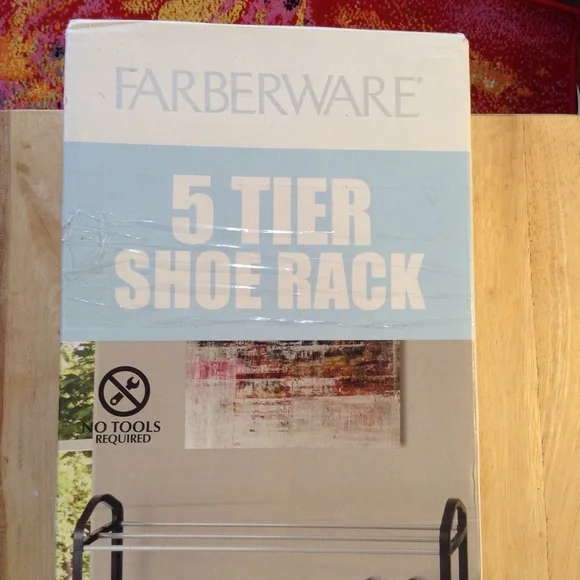 FARBERWARE®
5 TIER
SHOE RACK
NO TOOLS
REQUIRED